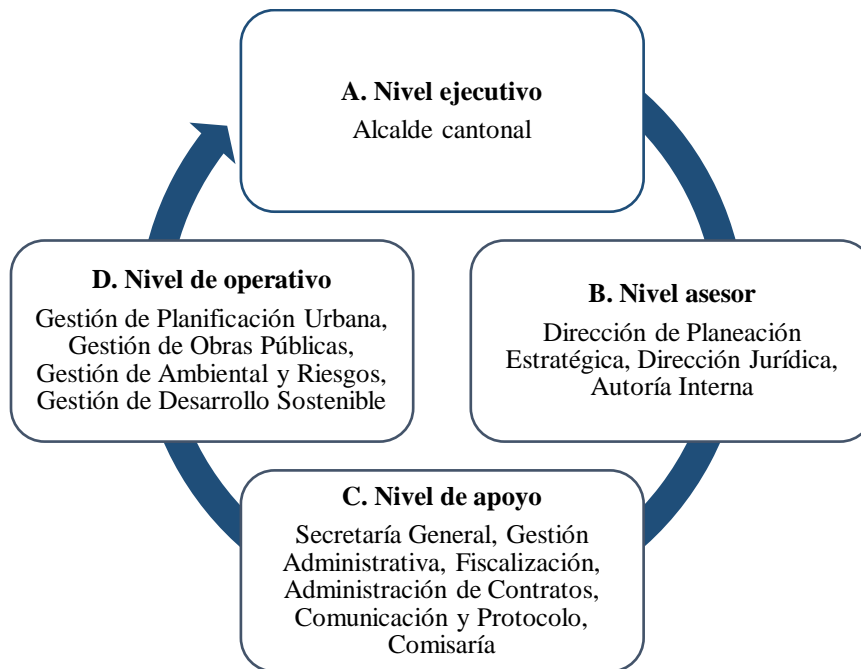 A. Nivel ejecutivo
Alcalde cantonal
B. Nivel asesor
Dirección de Planeación
Estratégica, Dirección Jurídica,
Autoría Interna
C. Nivel de apoyo
Secretaría General, Gestión
Administrativa, Fiscalización,
Administración de Contratos,
Comunicación y Protocolo,
Comisaría
D. Nivel de operativo
Gestión de Planificación Urbana,
Gestión de Obras Públicas,
Gestión de Ambiental y Riesgos,
Gestión de Desarrollo Sostenible